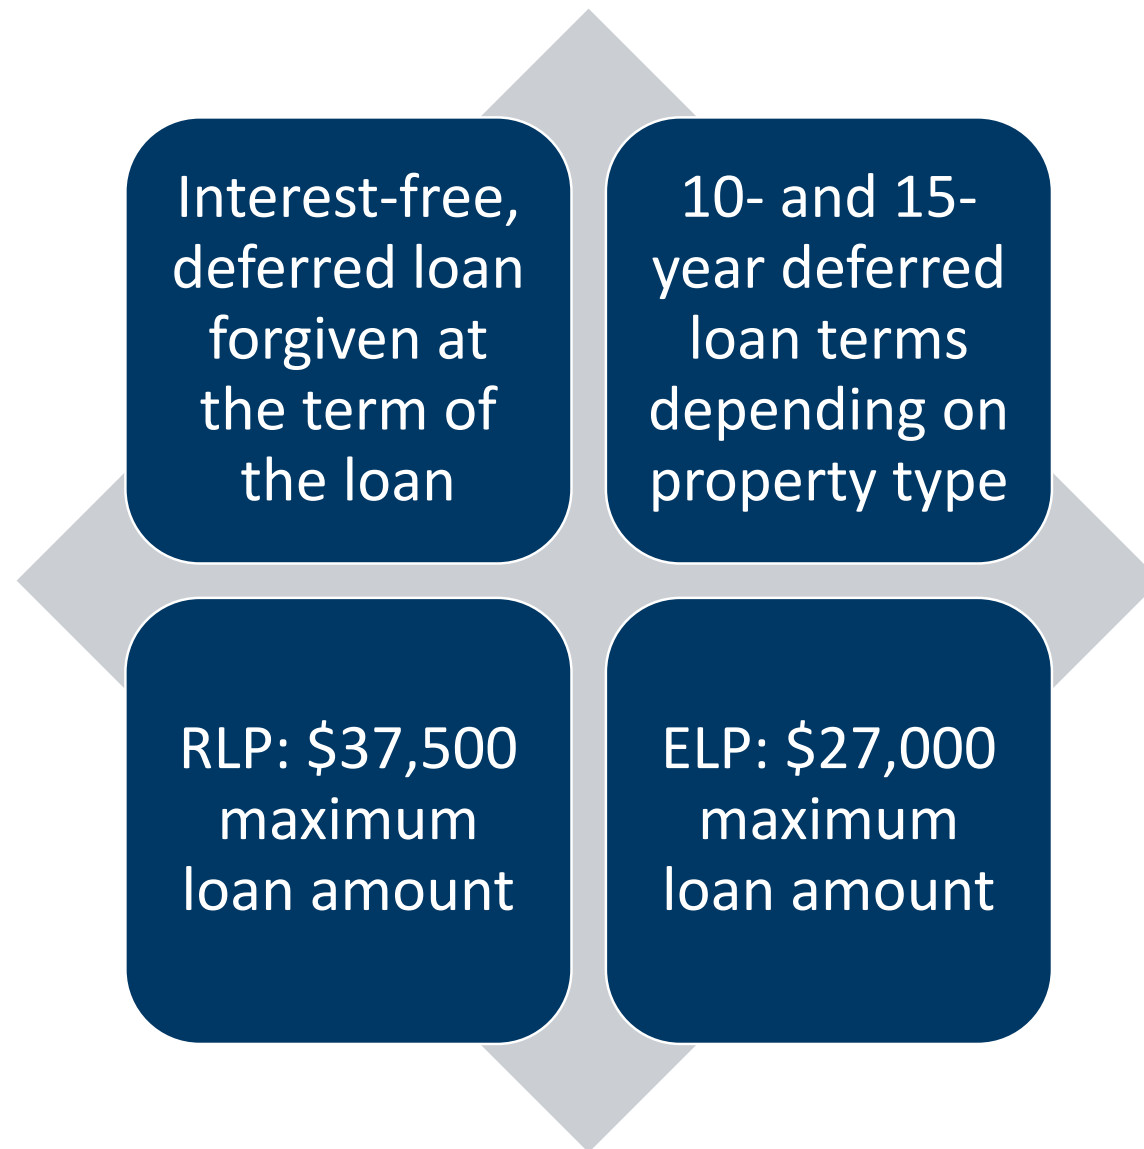 Interest-free,
deferred loan
forgiven at
the term of
the loan
10- and 15-
year deferred
loan terms
depending on
property type
RLP: $37,500
maximum
loan amount
ELP: $27,000
maximum
loan amount